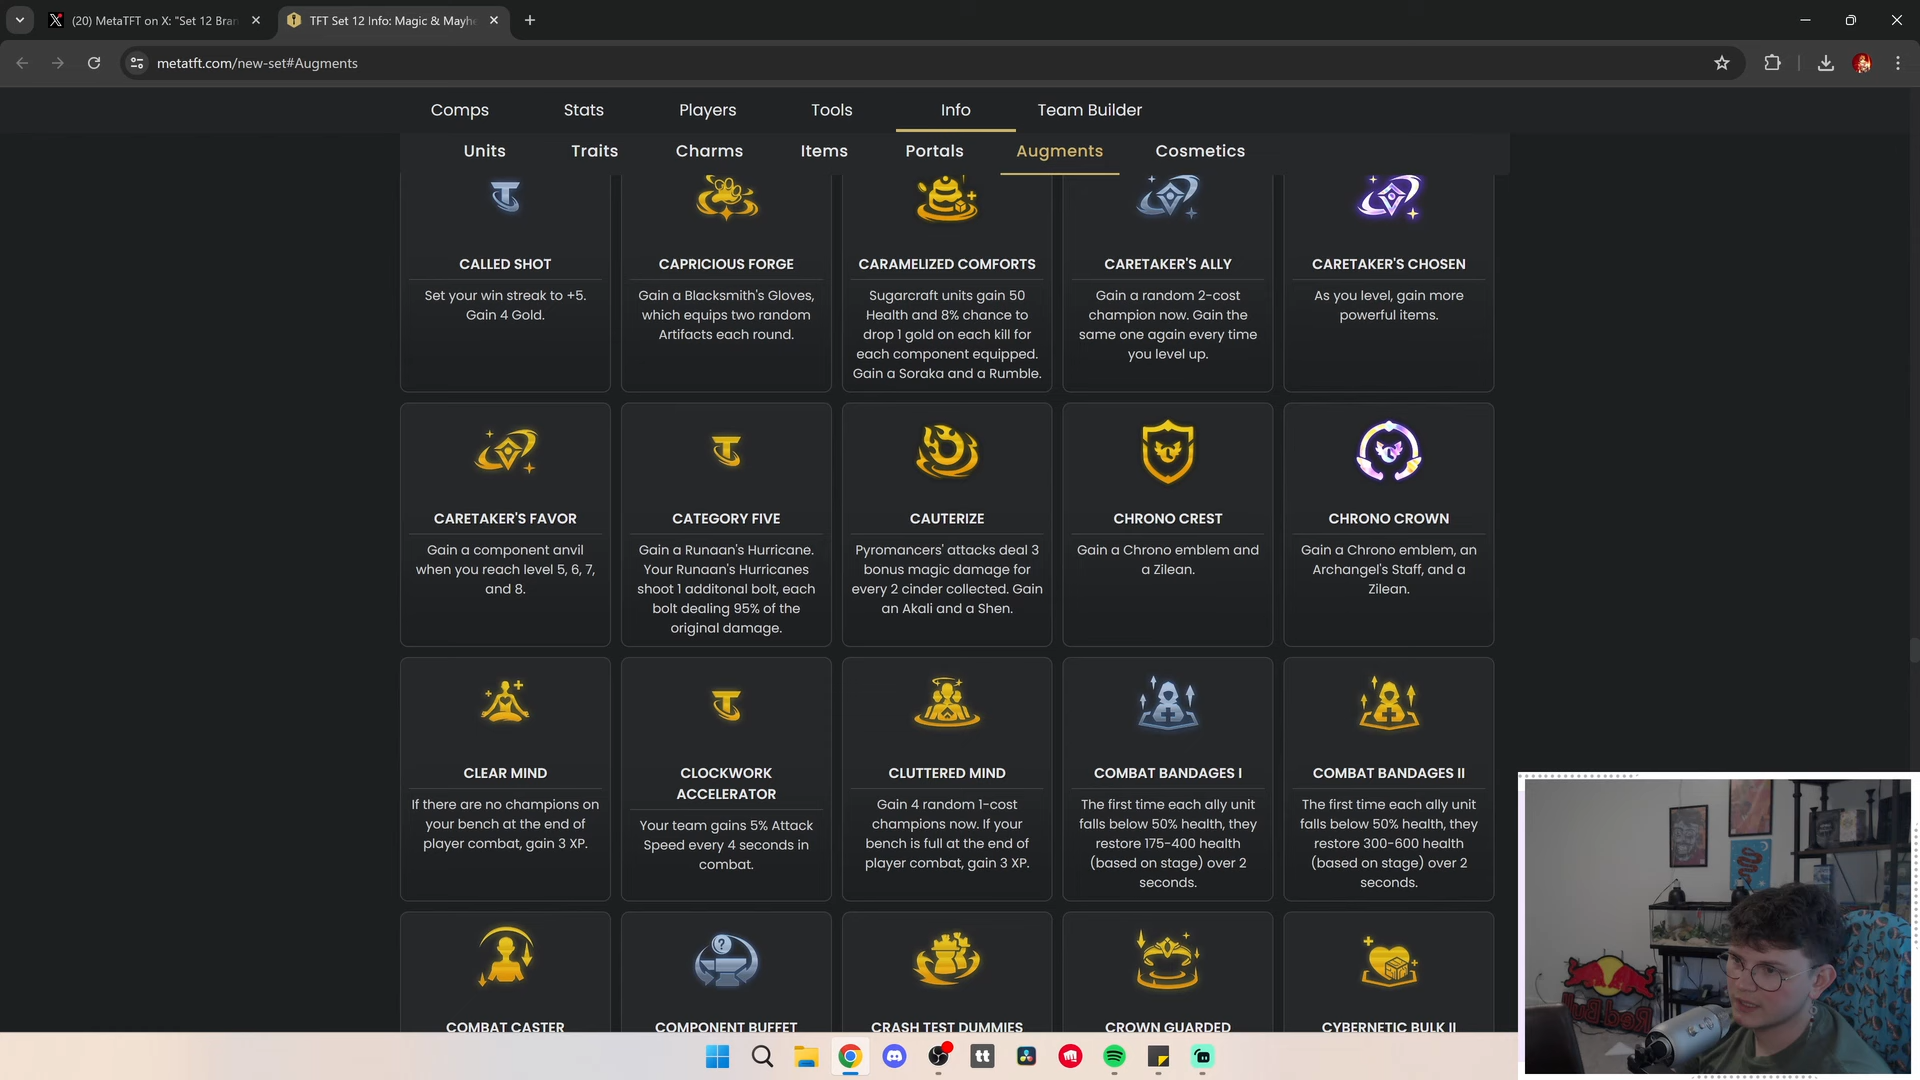 (20) MetaTFT on X: "Set 12 Bran
TFT Set 12 Info: Magic & Mayhe
metatft.com/new-set#Augments
Comps Stats Players Tools Info Team Builder
Units Traits Charms Items Portals Augments Cosmetics
CALLED SHOT
Set your win streak to +5.
Gain 4 Gold.
CAPRICIOUS FORGE
Gain a Blacksmith's Gloves,
which equips two random
Artifacts each round.
CARAMELIZED COMFORTS
Sugarcraft units gain 50
Health and 8% chance to
drop 1 gold on each kill for
each component equipped.
Gain a Soraka and a Rumble.
CARETAKER'S ALLY
Gain a random 2-cost
champion now. Gain the
same one again every time
you level up.
CARETAKER'S CHOSEN
As you level, gain more
powerful items.
CARETAKER'S FAVOR
Gain a component anvil
when you reach level 5, 6, 7,
and 8.
CATEGORY FIVE
Gain a Runaan's Hurricane.
Your Runaan's Hurricanes
shoot 1 additonal bolt, each
bolt dealing 95% of the
original damage.
CAUTERIZE
Pyromancers' attacks deal 3
bonus magic damage for
every 2 cinder collected. Gain
an Akali and a Shen.
CHRONO CREST
Gain a Chrono emblem and
a Zilean.
CHRONO CROWN
Gain a Chrono emblem, an
Archangel's Staff, and a
Zilean.
CLEAR MIND
If there are no champions on
your bench at the end of
player combat, gain 3 XP.
CLOCKWORK
ACCELERATOR
Your team gains 5% Attack
Speed every 4 seconds in
combat.
CLUTTERED MIND
Gain 4 random 1-cost
champions now. If your
bench is full at the end of
player combat, gain 3 XP.
COMBAT BANDAGES I
The first time each ally unit
falls below 50% health, they
restore 175-400 health
(based on stage) over 2
seconds.
COMBAT BANDAGES II
The first time each ally unit
falls below 50% health, they
restore 300-600 health
(based on stage) over 2
seconds.
COMBAT CASTER
COMPONENT BUFFET
CRASH TEST DUMMIES
CROWN GUARDED
CYBERNETIC BULK II
tt
Red Bull